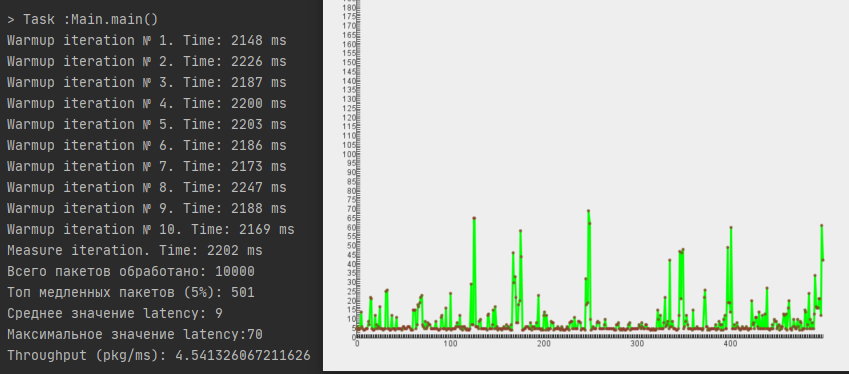 > Task :Main.main()
Warmup iteration № 1. Time: 2148 ms
Warmup iteration № 2. Time: 2226 ms
Warmup iteration № 3. Time: 2187 ms
Warmup iteration № 4. Time: 2200 ms
Warmup iteration № 5. Time: 2203 ms
Warmup iteration № 6. Time: 2186 ms
Warmup iteration № 7. Time: 2173 ms
Warmup iteration № 8. Time: 2247 ms
Warmup iteration № 9. Time: 2188 ms
Warmup iteration № 10. Time: 2169 ms
Measure iteration. Time: 2202 ms
Всего пакетов обработано: 10000
Топ медленных пакетов (5%): 501
Среднее значение latency: 9
Максимальное значение latency:70
Throughput (pkg/ms): 4.541326067211626
185
180
175
170
165
160
155
150
145
140
135
130
125
120
115
110
105
100
95
90
85
80
75
70
65
60
55
50
45
40
35
30
25
20
15
10
5
0
0 100 200 300 400